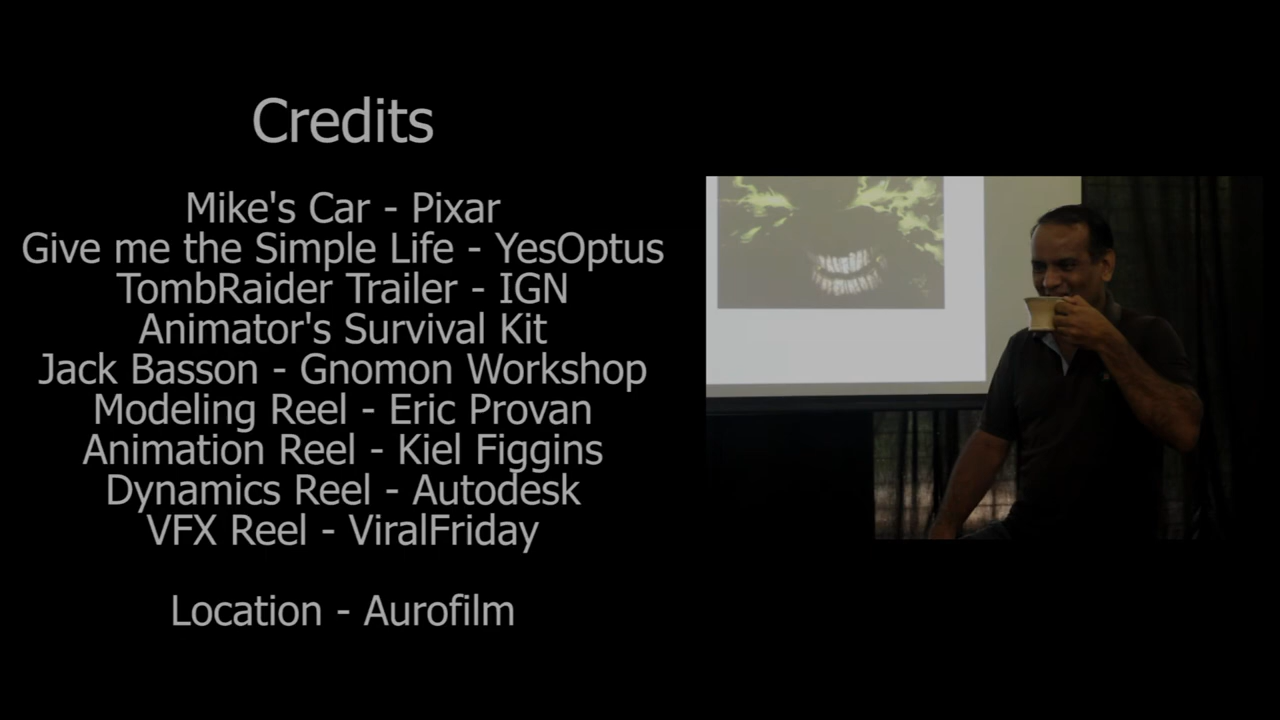 Credits
Mike's Car - Pixar
Give me the Simple Life - YesOptus
TombRaider Trailer - IGN
Animator's Survival Kit
Jack Basson - Gnomon Workshop
Modeling Reel - Eric Provan
Animation Reel - Kiel Figgins
Dynamics Reel - Autodesk
VFX Reel - ViralFriday
Location - Aurofilm